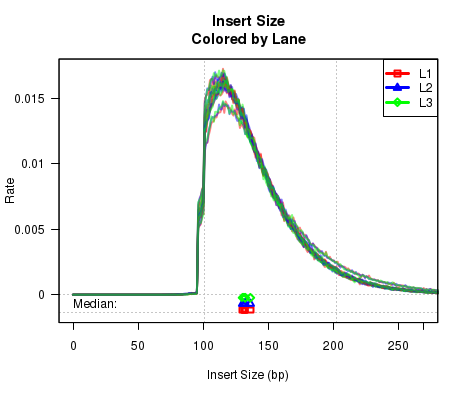 Insert Size
Colored by Lane
L1
L2
L3
0.015
0.01
0.005
0
Rate
Median:
0
50
100
150
200
250
Insert Size (bp)